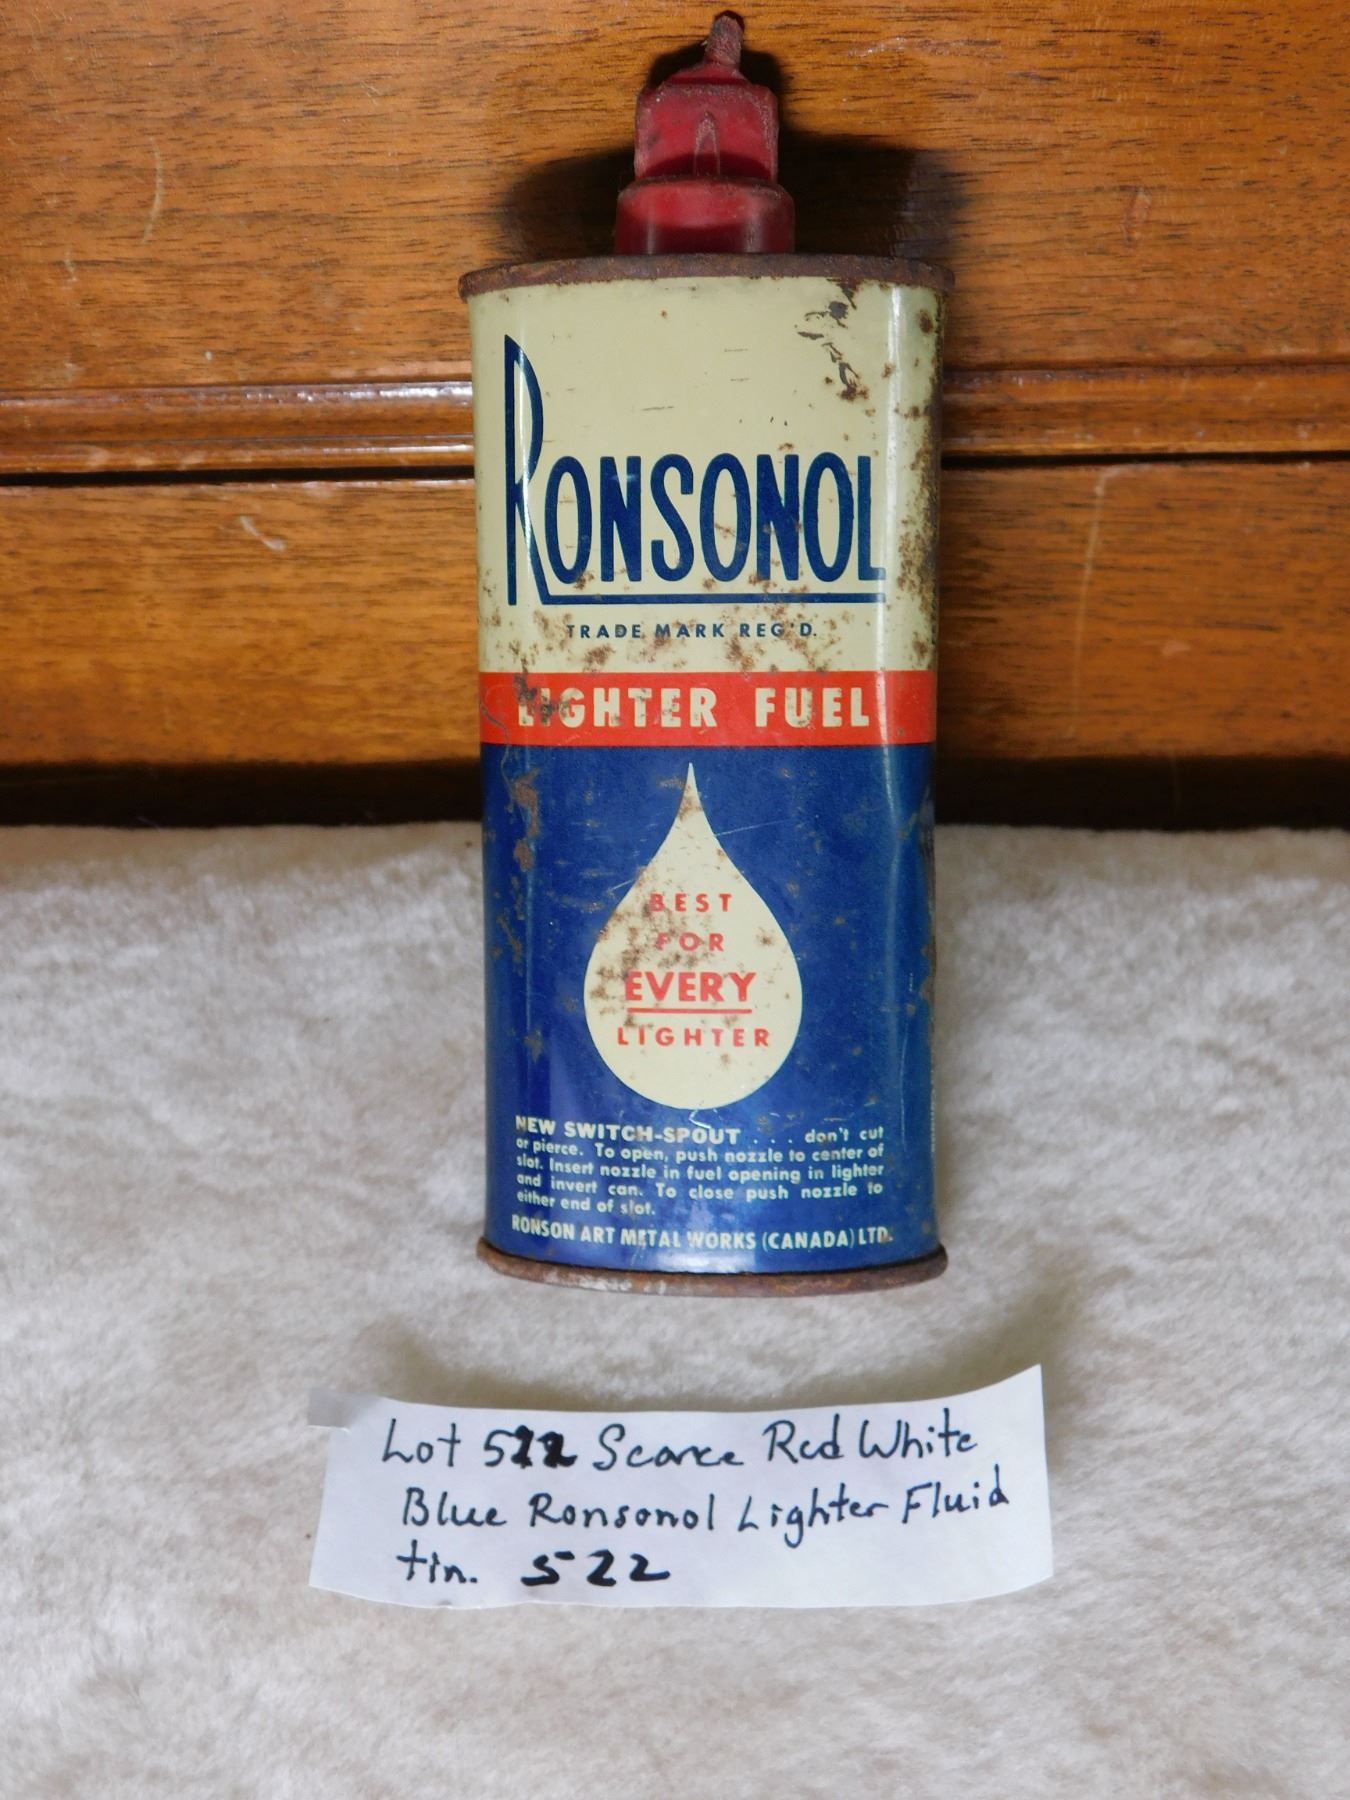 RONSONOL
TRADE MARK REG'D.
LIGHTER FUEL
BEST
FOR
EVERY
LIGHTER
NEW SWITCH-SPOUT . . . don't cut
or pierce. To open, push nozzle to center of
slot. Insert nozzle in fuel opening in lighter
and invert can. To close push nozzle to
either end of slot.
RONSON ART METAL WORKS (CANADA) LTD.
Lot 522 Scarce Red White
Blue Ronsonol Lighter Fluid
tin. 522